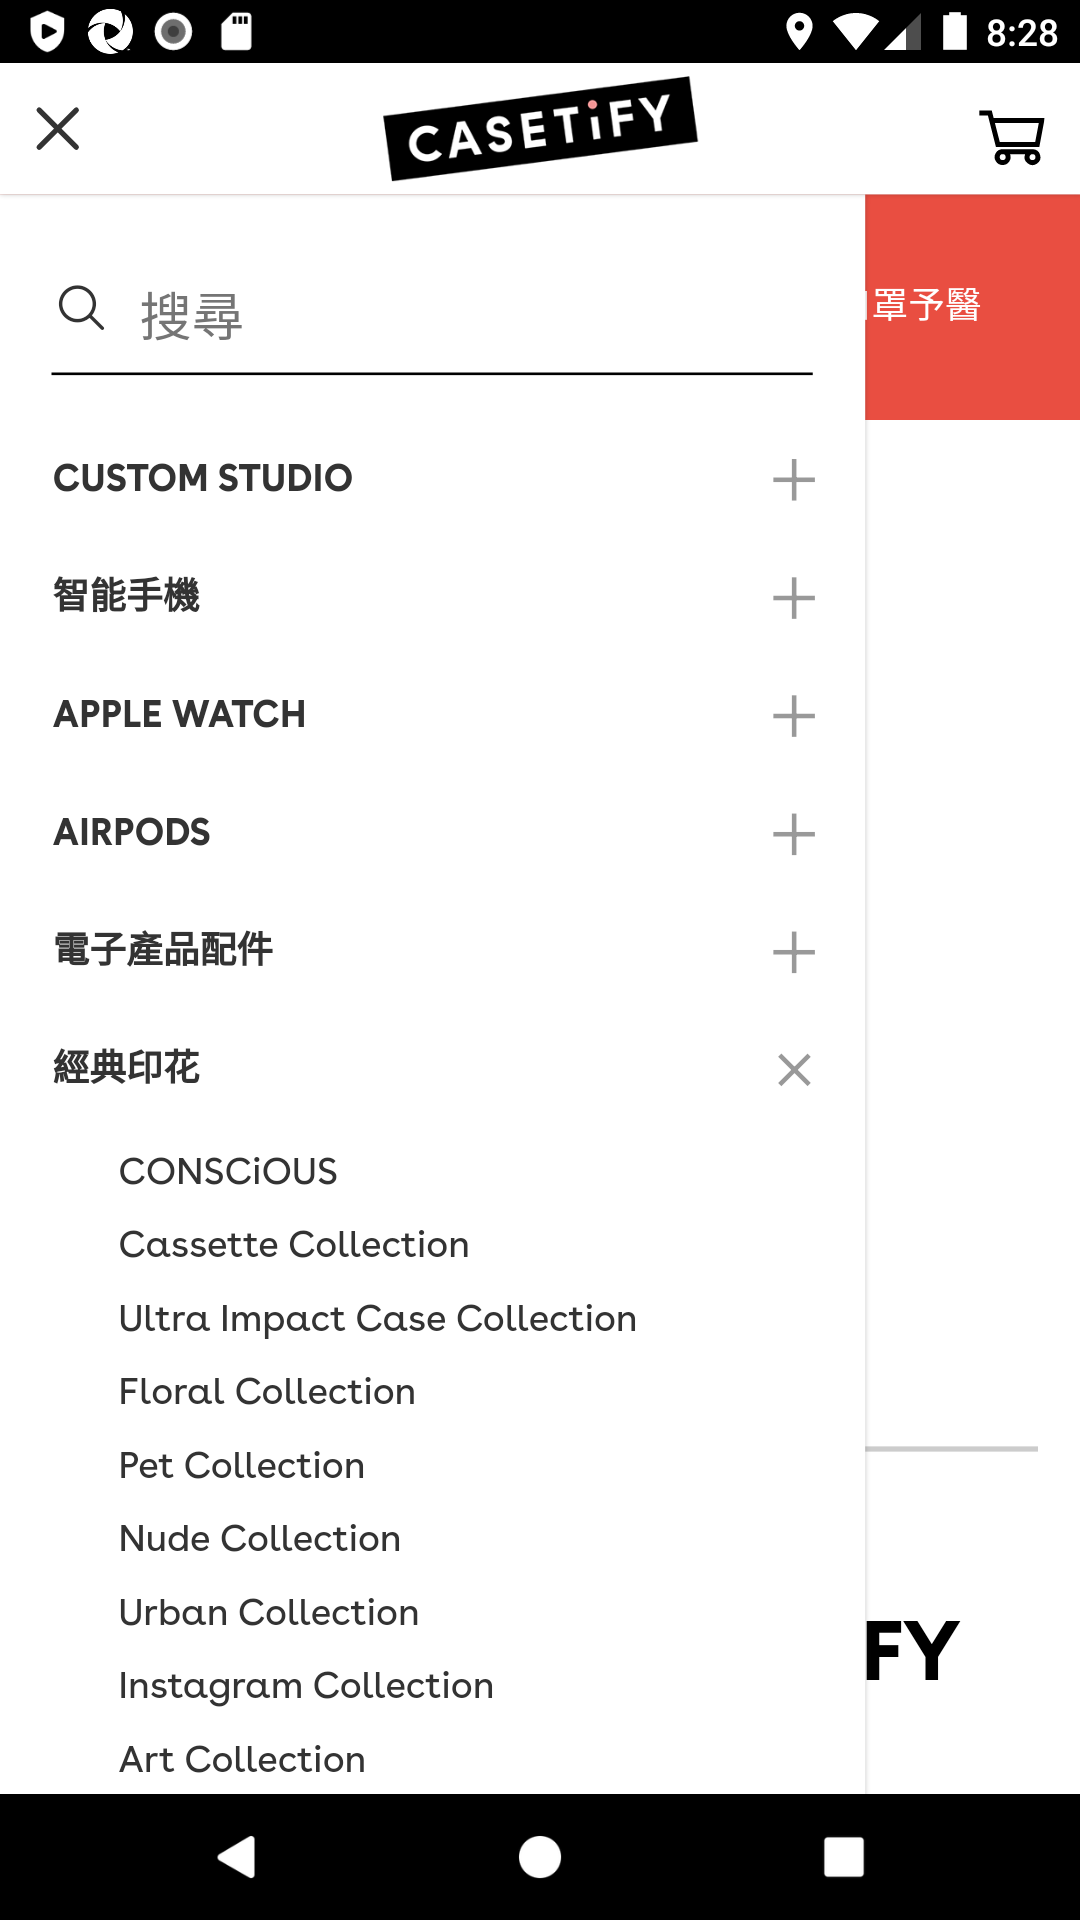 8:28
CASETiFY
罩予醫
搜尋
CUSTOM STUDIO
智能手機
APPLE WATCH
AIRPODS
電子產品配件
經典印花
CONSCiOUS
Cassette Collection
Ultra Impact Case Collection
Floral Collection
Pet Collection
Nude Collection
Urban Collection
FY
Instagram Collection
Art Collection